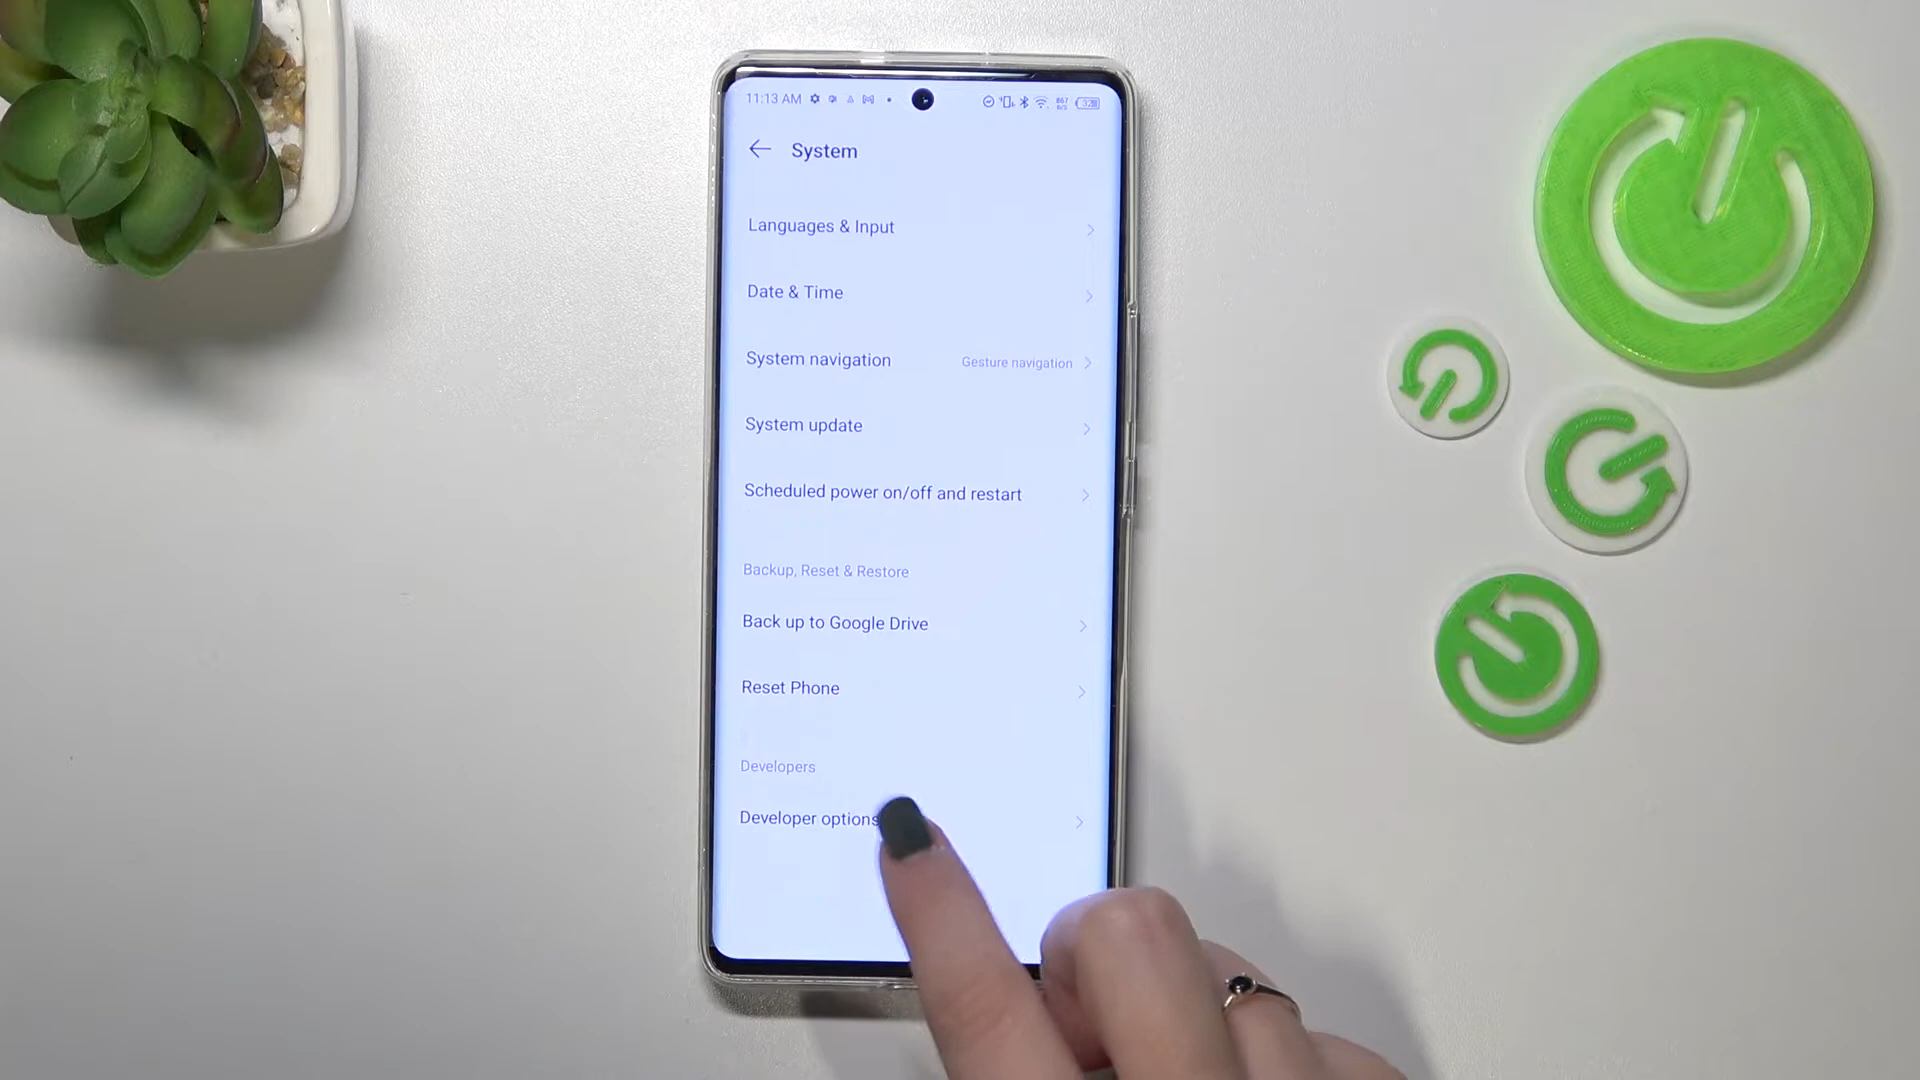 11:13 AM
System
Languages & Input
Date & Time
System navigation Gesture navigation
System update
Scheduled power on/off and restart
Backup, Reset & Restore
Back up to Google Drive
Reset Phone
Developers
Developer options